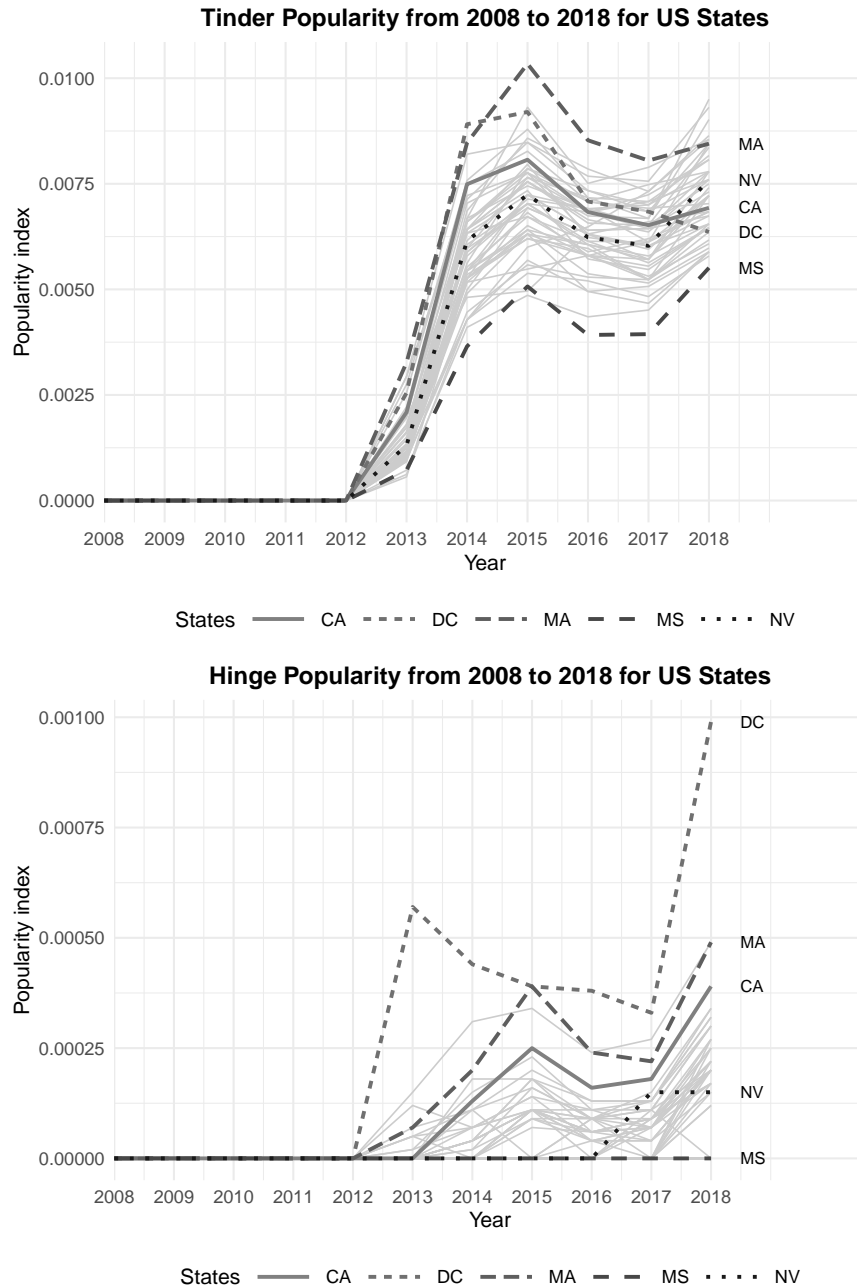 Tinder Popularity from 2008 to 2018 for US States
Popularity index
0.0100
0.0075
0.0050
0.0025
0.0000
MA
NV
CA
DC
MS
2008 2009 2010 2011 2012 2013 2014 2015 2016 2017 2018
Year
States CA DC MA MS NV
Hinge Popularity from 2008 to 2018 for US States
Popularity index
0.00100
0.00075
0.00050
0.00025
0.00000
DC
MA
CA
NV
MS
2008 2009 2010 2011 2012 2013 2014 2015 2016 2017 2018
Year
States CA DC MA MS NV